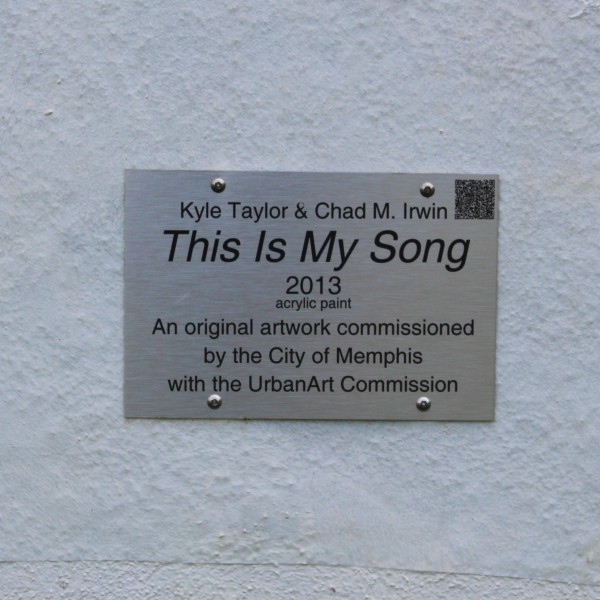 Kyle Taylor & Chad M. Irwin
This Is My Song
2013
acrylic paint
An original artwork commissioned
by the City of Memphis
with the UrbanArt Commission